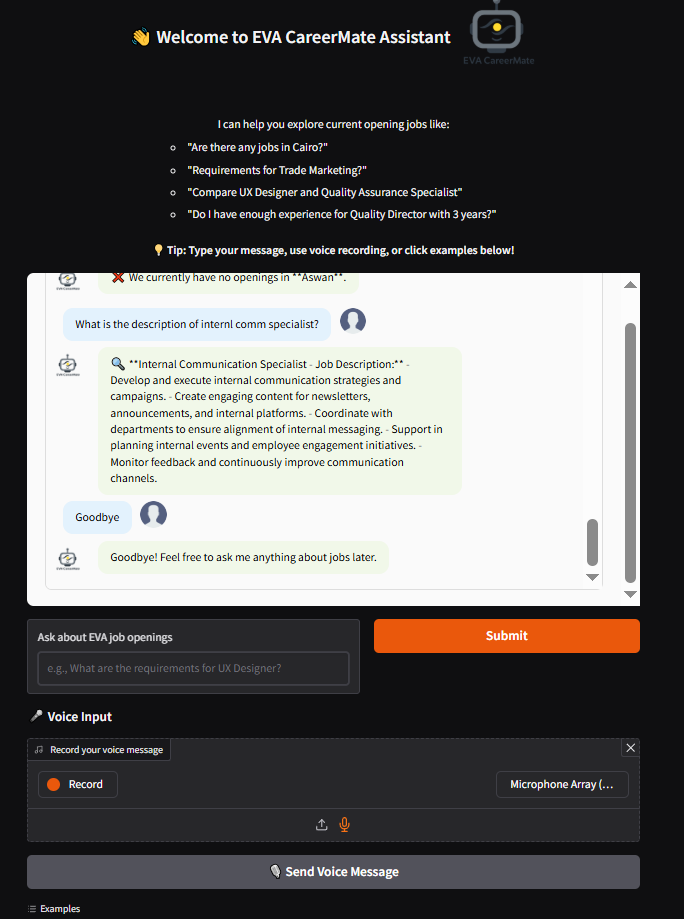 👋 Welcome to EVA CareerMate Assistant
EVA CareerMate
I can help you explore current opening jobs like:
"Are there any jobs in Cairo?"
"Requirements for Trade Marketing?"
"Compare UX Designer and Quality Assurance Specialist"
"Do I have enough experience for Quality Director with 3 years?"
💡 Tip: Type your message, use voice recording, or click examples below!
❌ We currently have no openings in **Aswan**.
EVA CareerMate
What is the description of internl comm specialist?
EVA CareerMate
🔍 **Internal Communication Specialist - Job Description:** -
Develop and execute internal communication strategies and
campaigns. - Create engaging content for newsletters,
announcements, and internal platforms. - Coordinate with
departments to ensure alignment of internal messaging. - Support in
planning internal events and employee engagement initiatives. -
Monitor feedback and continuously improve communication
channels.
Goodbye
EVA CareerMate
Goodbye! Feel free to ask me anything about jobs later.
Ask about EVA job openings
e.g., What are the requirements for UX Designer?
Submit
🎤 Voice Input
Record your voice message
Record
Microphone Array (...
🎙️ Send Voice Message
Examples